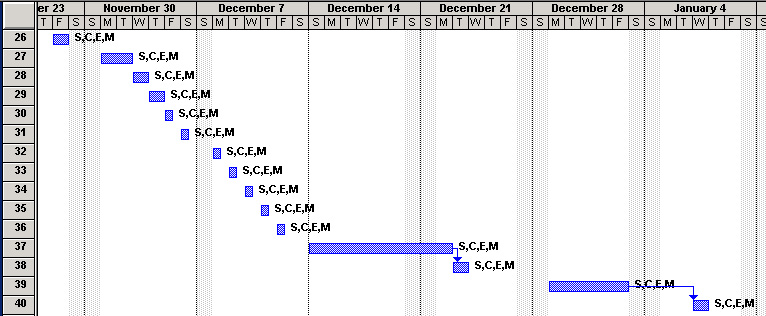 er 23 November 30 December 7 December 14 December 21 December 28 January 4
T F S S M T W T F S S M T W T F S S M T W T F S S M T W T F S S M T W T F S S M T W T F S
26 S,C,E,M
27 S,C,E,M
28 S,C,E,M
29 S,C,E,M
30 S,C,E,M
31 S,C,E,M
32 S,C,E,M
33 S,C,E,M
34 S,C,E,M
35 S,C,E,M
36 S,C,E,M
37 S,C,E,M
38 S,C,E,M
39 S,C,E,M
40 S,C,E,M